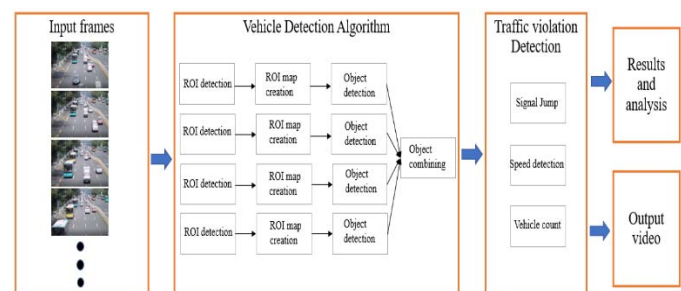 Input frames
Vehicle Detection Algorithm
ROI detection
ROI map
creation
Object
detection
ROI detection
ROI map
creation
Object
detection
ROI detection
ROI map
creation
Object
detection
ROI detection
ROI map
creation
Object
detection
Object
combining
Traffic violation
Detection
Signal Jump
Speed detection
Vehicle count
Results
and
analysis
Output
video